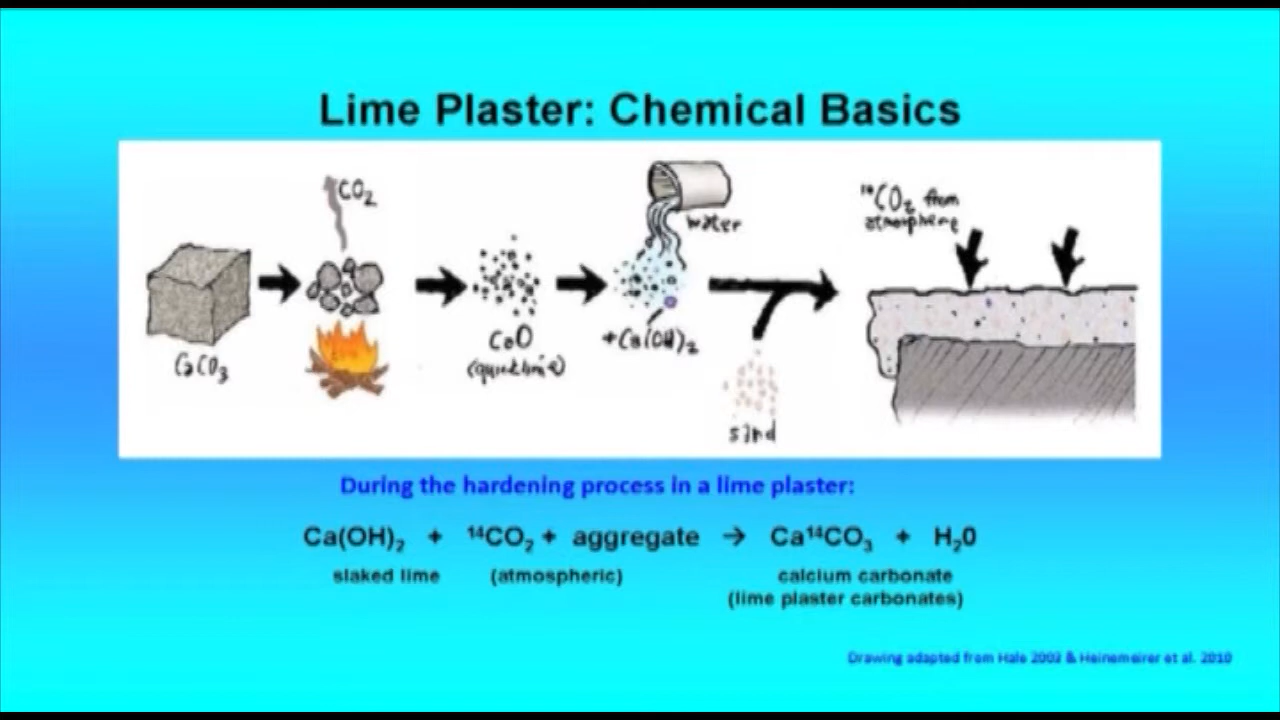 Lime Plaster: Chemical Basics
CO₂
water
¹⁴CO₂ from
atmosphere
CaCO₃
CaO
(quicklime)
+Ca(OH)₂
sand
During the hardening process in a lime plaster:
Ca(OH)₂ + ¹⁴CO₂ + aggregate → Ca¹⁴CO₃ + H₂0
slaked lime (atmospheric) calcium carbonate
(lime plaster carbonates)
Drawing adapted from Hale 2003 & Heinemeirer et al. 2010